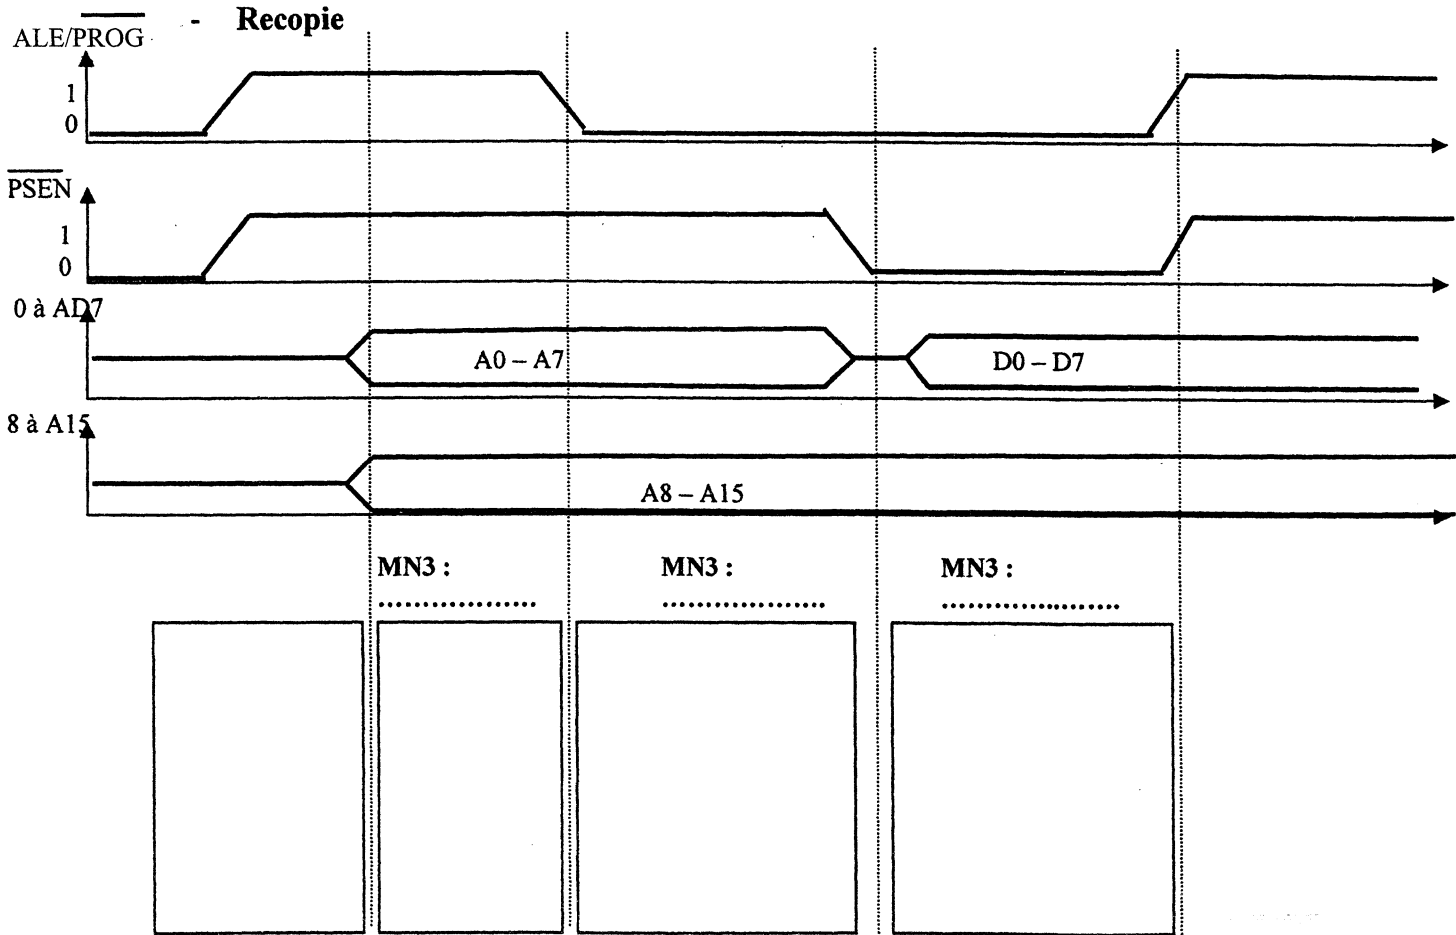 - Recopie
ALE/PROG
1
0
PSEN
1
0
0 à AD7
A0 – A7
D0 – D7
8 à A15
A8 – A15
MN3 : MN3 : MN3 :
.................. .................. ....................